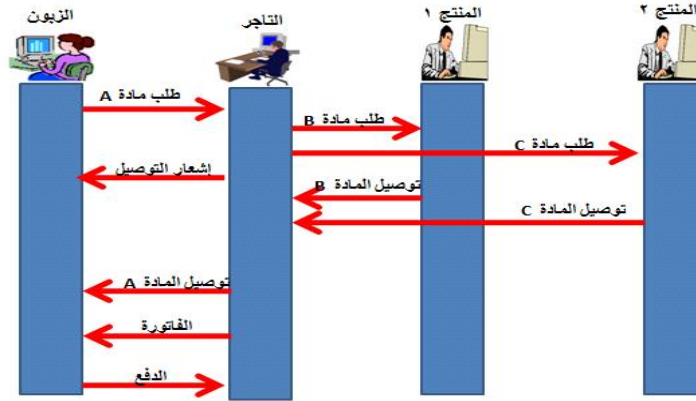 الزبون
التاجر
المنتج ١
المنتج ٢
طلب مادة A
طلب مادة B
طلب مادة C
إشعار التوصيل
توصيل المادة B
توصيل المادة C
توصيل المادة A
الفاتورة
الدفع